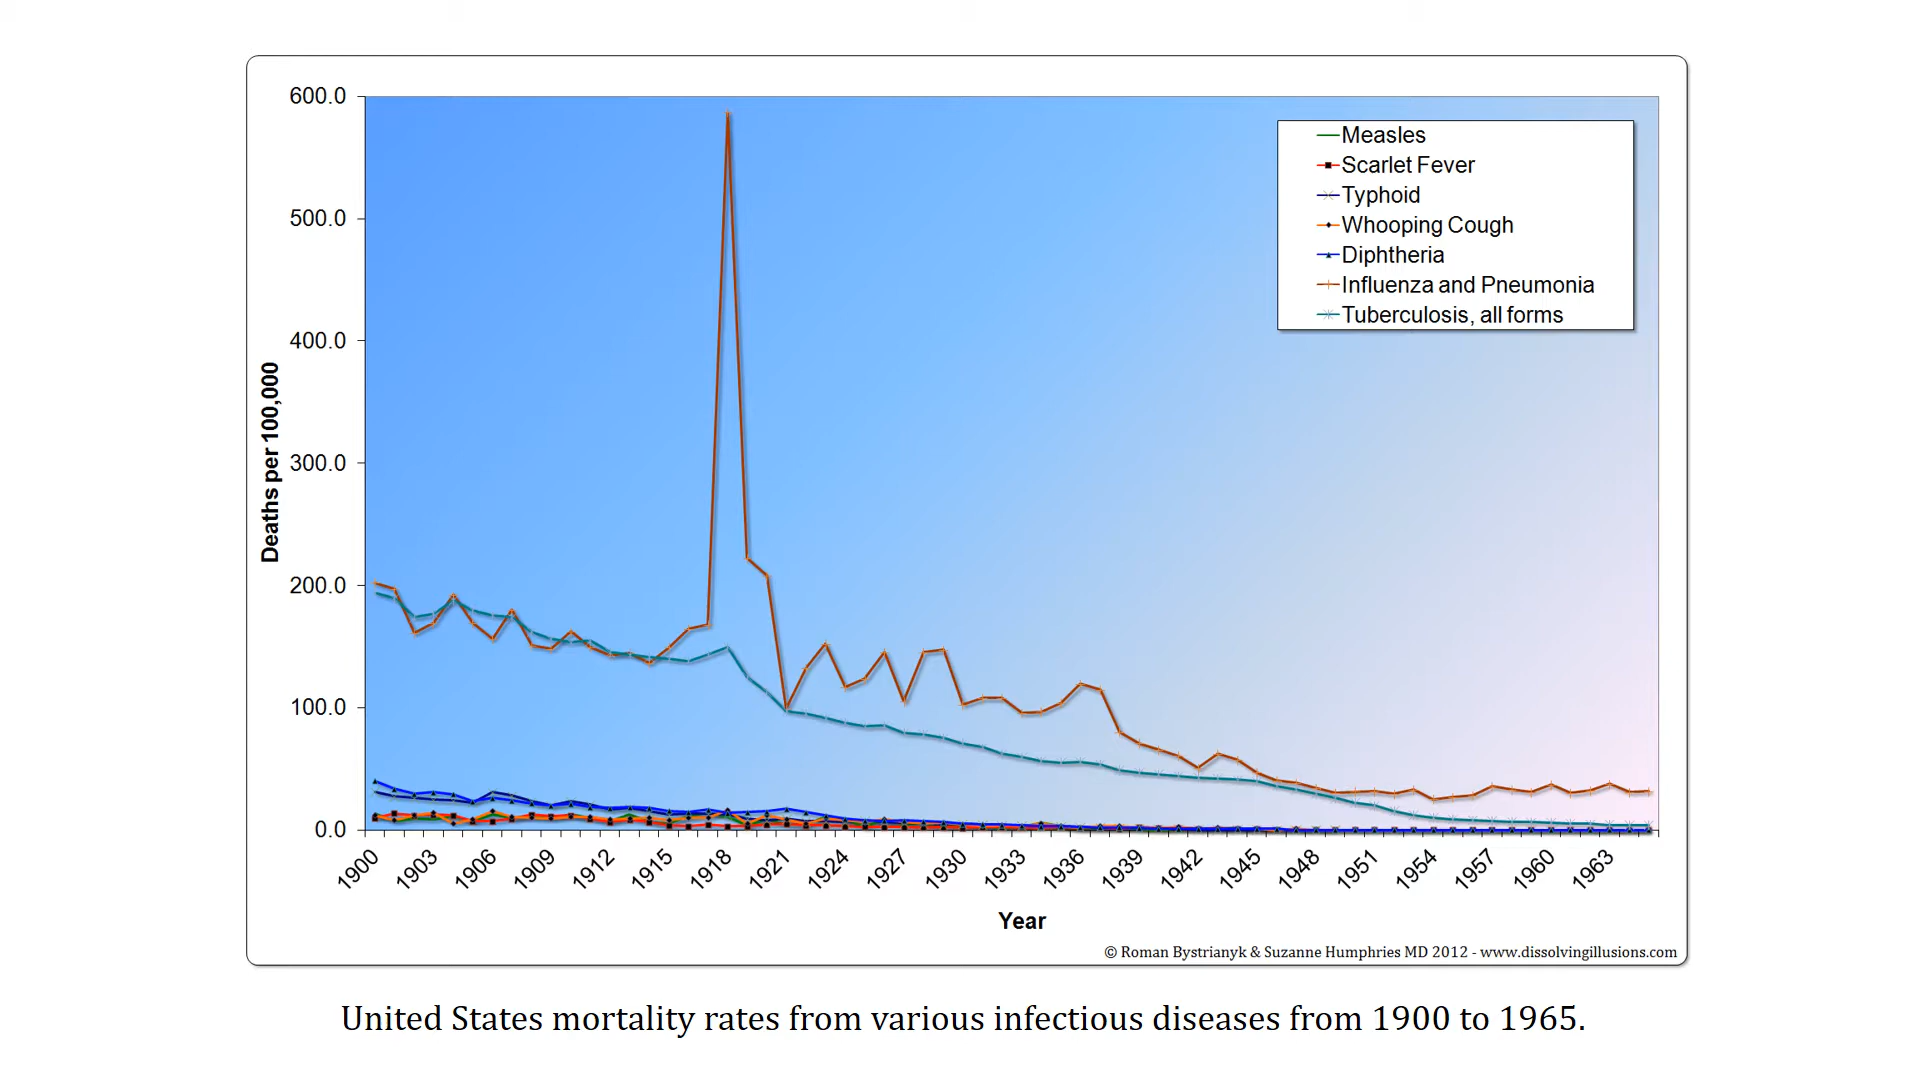 600.0
500.0
400.0
300.0
200.0
100.0
0.0
Deaths per 100,000
Measles
Scarlet Fever
Typhoid
Whooping Cough
Diphtheria
Influenza and Pneumonia
Tuberculosis, all forms
1900
1903
1906
1909
1912
1915
1918
1921
1924
1927
1930
1933
1936
1939
1942
1945
1948
1951
1954
1957
1960
1963
Year
© Roman Bystrianyk & Suzanne Humphries MD 2012 - www.dissolvingillusions.com
United States mortality rates from various infectious diseases from 1900 to 1965.